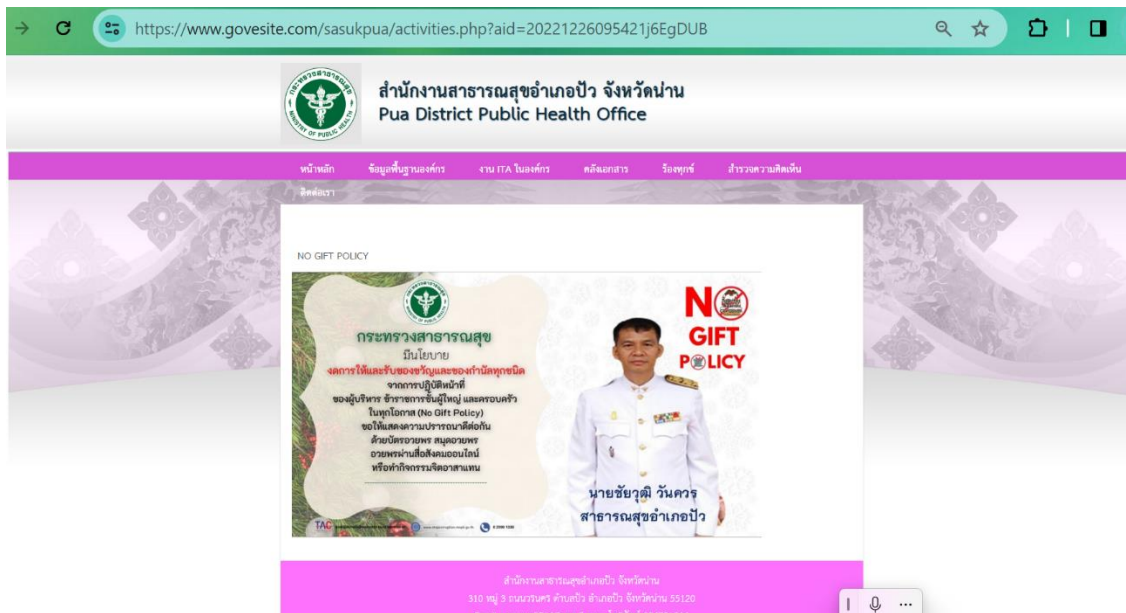 https://www.govesite.com/sasukpua/activities.php?aid=20221226095421j6EgDUB
สำนักงานสาธารณสุขอำเภอปัว จังหวัดน่าน
Pua District Public Health Office
หน้าหลัก ข้อมูลพื้นฐานองค์กร งาน ITA ในองค์กร คลังเอกสาร ร้องทุกข์ สำรวจความคิดเห็น
ติดต่อเรา
NO GIFT POLICY
กระทรวงสาธารณสุข
มีนโยบาย
งดการให้และรับของขวัญและของกำนัลทุกชนิด
จากการปฏิบัติหน้าที่
ของผู้บริหาร ข้าราชการชั้นผู้ใหญ่ และครอบครัว
ในทุกโอกาส (No Gift Policy)
ขอให้แสดงความปรารถนาดีต่อกัน
ด้วยบัตรอวยพร สมุดอวยพร
อวยพรผ่านสื่อสังคมออนไลน์
หรือทำกิจกรรมจิตอาสาแทน
NO
GIFT
POLICY
นายชัยวุฒิ วันควร
สาธารณสุขอำเภอปัว
สำนักงานสาธารณสุขอำเภอปัว จังหวัดน่าน
310 หมู่ 3 ถนนวรนคร ตำบลปัว อำเภอปัว จังหวัดน่าน 55120